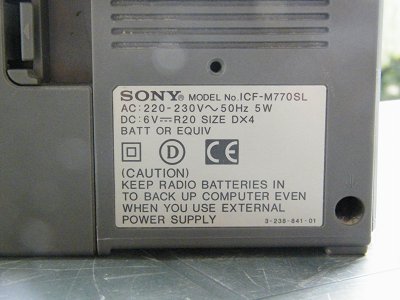 SONY® MODEL No. ICF-M770SL
AC: 220-230V~50Hz 5W
DC: 6V⎓R20 SIZE DX4
BATT OR EQUIV
D CE
(CAUTION)
KEEP RADIO BATTERIES IN
TO BACK UP COMPUTER EVEN
WHEN YOU USE EXTERNAL
POWER SUPPLY
3-238-841-01